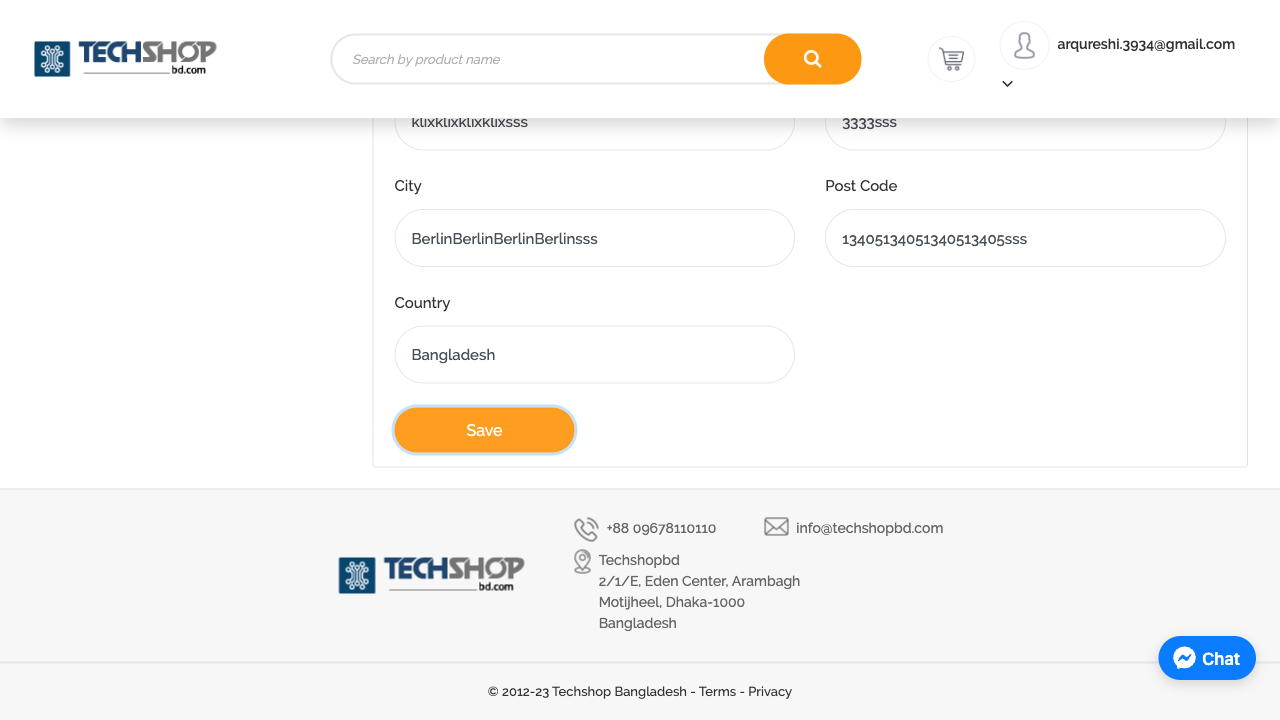 TECHSHOP
bd.com
Search by product name
arqureshi.3934@gmail.com
klixklixklixklixsss
3333sss
City
Post Code
BerlinBerlinBerlinBerlinsss
13405134051340513405sss
Country
Bangladesh
Save
+88 09678110110
info@techshopbd.com
TECHSHOP
bd.com
Techshopbd
2/1/E, Eden Center, Arambagh
Motijheel, Dhaka-1000
Bangladesh
Chat
© 2012-23 Techshop Bangladesh - Terms - Privacy